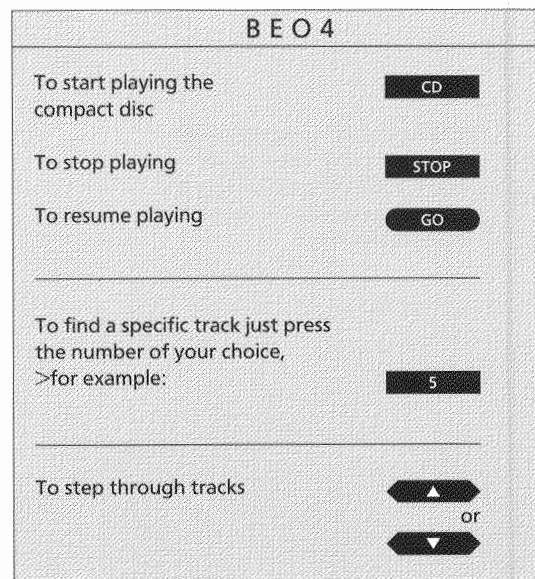 BEO4
To start playing the
compact disc
CD
To stop playing
STOP
To resume playing
GO
To find a specific track just press
the number of your choice,
>for example:
5
To step through tracks
▲
or
▼